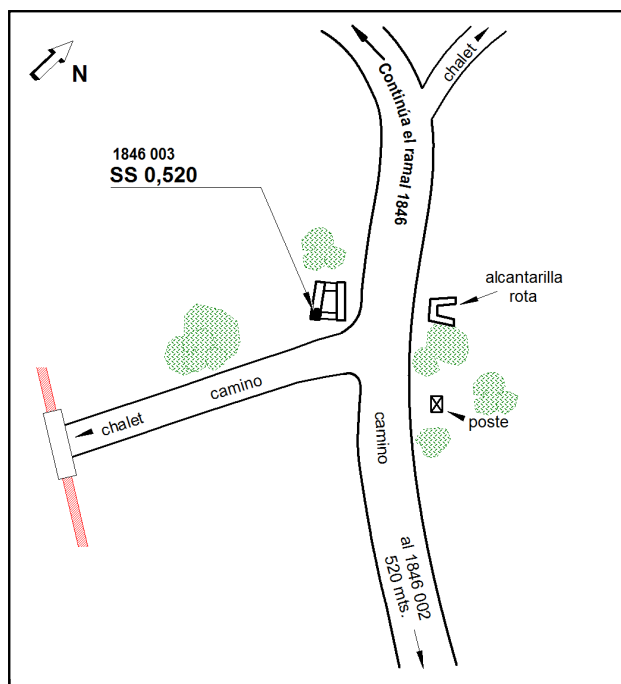 N
chalet
Continúa el ramal 1846
1846 003
SS 0,520
alcantarilla
rota
camino
chalet
poste
camino
al 1846 002
520 mts.